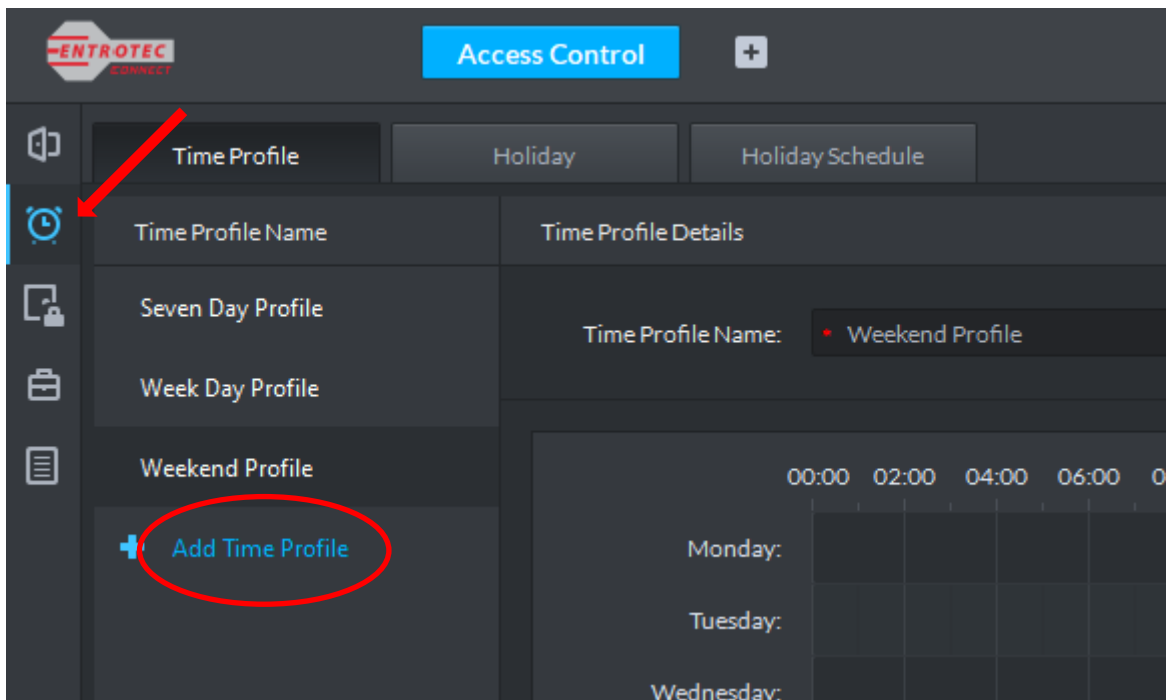 ENTROTEC
CONNECT
Access Control
Time Profile
Holiday
Holiday Schedule
Time Profile Name
Time Profile Details
Seven Day Profile
Time Profile Name: * Weekend Profile
Week Day Profile
Weekend Profile
00:00 02:00 04:00 06:00 0
Add Time Profile
Monday:
Tuesday:
Wednesday: